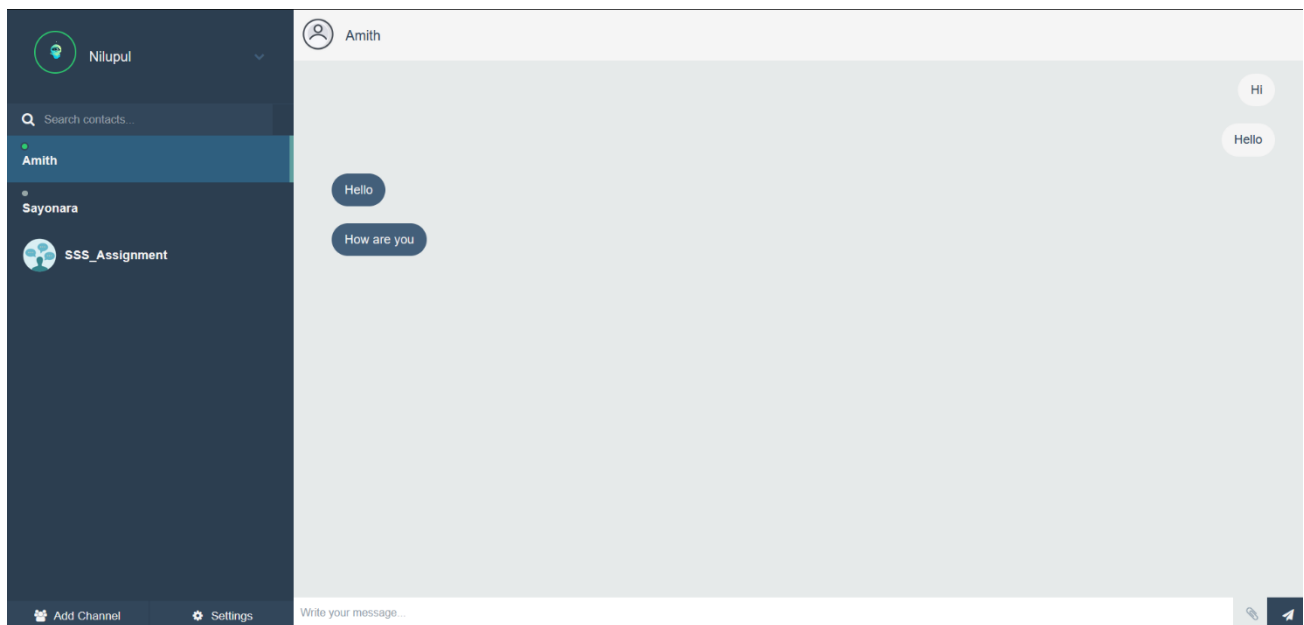 Nilupul
Search contacts...
Amith
Sayonara
SSS_Assignment
Add Channel
Settings
Amith
Hi
Hello
Hello
How are you
Write your message...